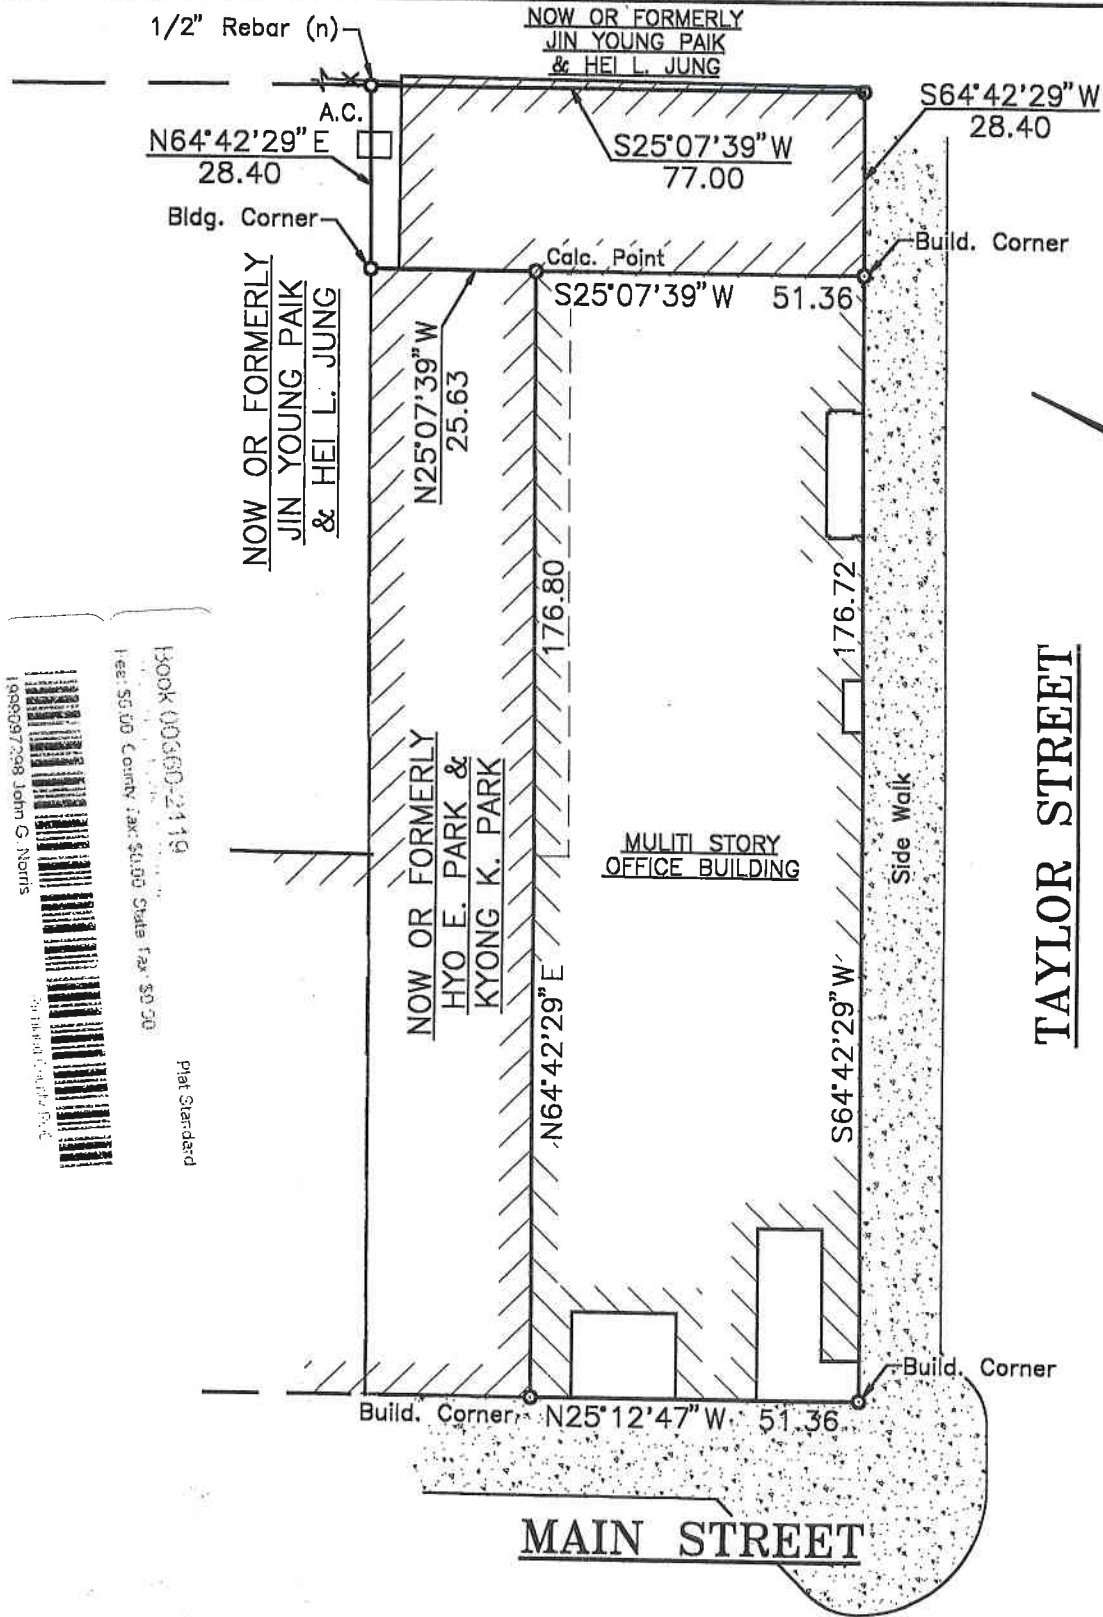 1/2" Rebar (n)
NOW OR FORMERLY
JIN YOUNG PAIK
& HEI L. JUNG
A.C.
N64°42'29" E
28.40
S25°07'39" W
77.00
S64°42'29" W
28.40
Bldg. Corner
Calc. Point
Build. Corner
S25°07'39" W 51.36
NOW OR FORMERLY
JIN YOUNG PAIK
& HEI L. JUNG
N25°07'39" W
25.63
176.80
176.72
NOW OR FORMERLY
HYO E. PARK &
KYONG K. PARK
MULITI STORY
OFFICE BUILDING
Side Walk
TAYLOR STREET
N64°42'29" E
S64°42'29" W
Build. Corner
Build. Corner
N25°12'47" W 51.36
MAIN STREET
Book 00360-2119
Fee: $5.00 County Tax: $0.00 State Tax: $0.00
1999097298 John G. Norris
Plat Standard